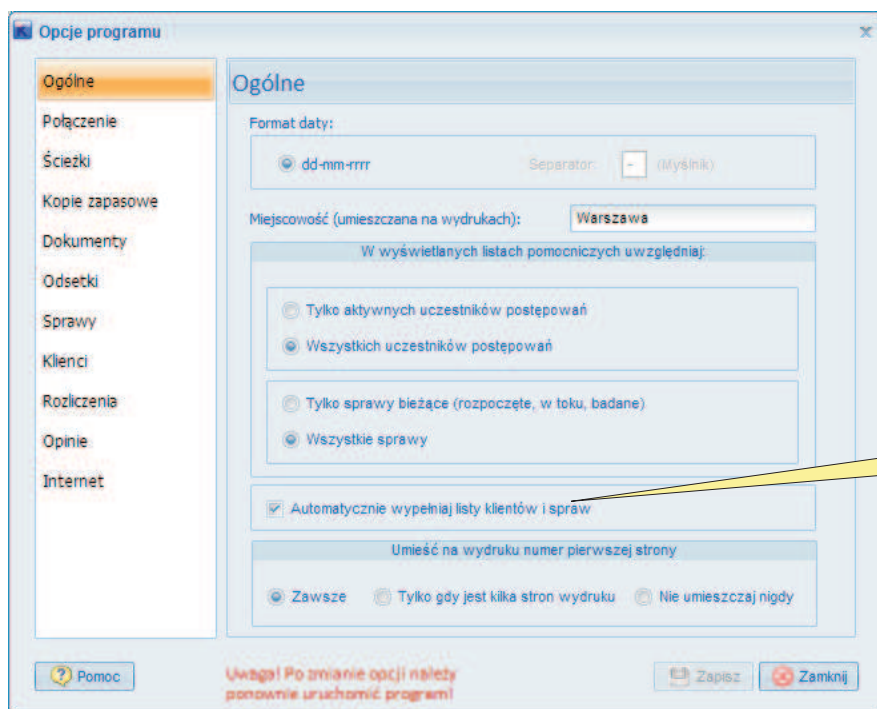 Opcje programu
Ogólne
Połączenie
Ścieżki
Kopie zapasowe
Dokumenty
Odsetki
Sprawy
Klienci
Rozliczenia
Opinie
Internet
Ogólne
Format daty:
dd-mm-rrrr Separator: - (Myślnik)
Miejscowość (umieszczana na wydrukach): Warszawa
W wyświetlanych listach pomocniczych uwzględniaj:
Tylko aktywnych uczestników postępowań
Wszystkich uczestników postępowań
Tylko sprawy bieżące (rozpoczęte, w toku, badane)
Wszystkie sprawy
Automatycznie wypełniaj listy klientów i spraw
Umieść na wydruku numer pierwszej strony
Zawsze Tylko gdy jest kilka stron wydruku Nie umieszczaj nigdy
Pomoc
Uwaga! Po zmianie opcji należy
ponownie uruchomić program!
Zapisz Zamknij